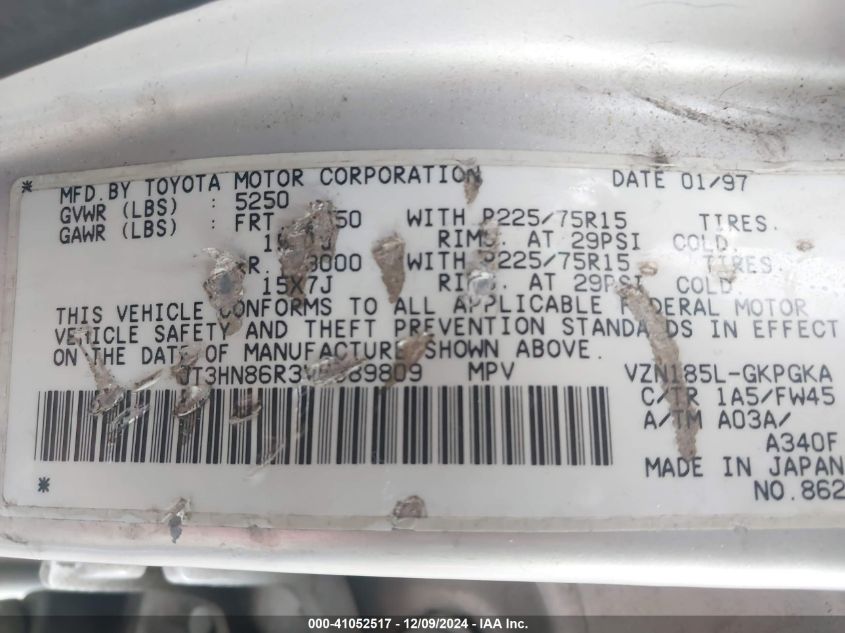 * MFD. BY TOYOTA MOTOR CORPORATION DATE 01/97
GVWR (LBS) : 5250
GAWR (LBS) : FRT WITH P225/75R15 TIRES.
RIMS. AT 29PSI COLD.
WITH P225/75R15 TIRES.
15X7J RIMS. AT 29PSI COLD
THIS VEHICLE CONFORMS TO ALL APPLICABLE FEDERAL MOTOR
VEHICLE SAFETY AND THEFT PREVENTION STANDARDS IN EFFECT
ON THE DATE OF MANUFACTURE SHOWN ABOVE.
MPV VZN185L-GKPGKA
C/TR 1A5/FW45
A/TM A03A/
A340F
MADE IN JAPAN
* NO.862
000-41052517 - 12/09/2024 - IAA Inc.